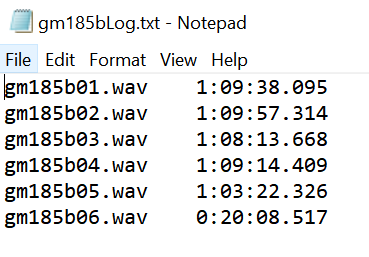 gm185bLog.txt - Notepad
File Edit Format View Help
gm185b01.wav 1:09:38.095
gm185b02.wav 1:09:57.314
gm185b03.wav 1:08:13.668
gm185b04.wav 1:09:14.409
gm185b05.wav 1:03:22.326
gm185b06.wav 0:20:08.517